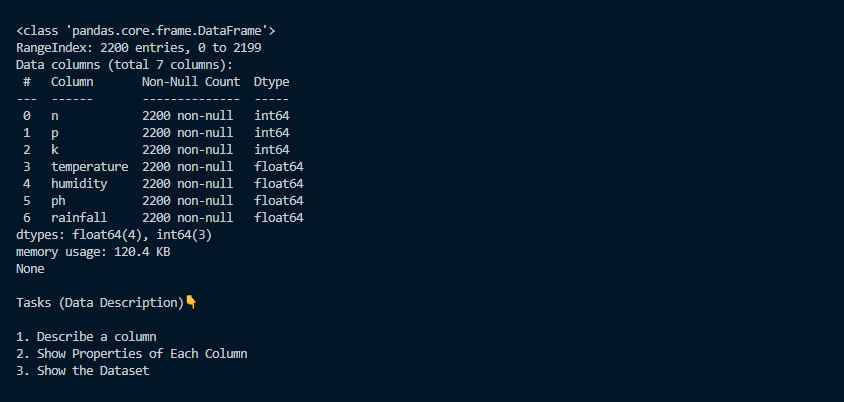 <class 'pandas.core.frame.DataFrame'>
RangeIndex: 2200 entries, 0 to 2199
Data columns (total 7 columns):
 #   Column       Non-Null Count  Dtype
---  ------       --------------  -----
 0   n            2200 non-null   int64
 1   p            2200 non-null   int64
 2   k            2200 non-null   int64
 3   temperature  2200 non-null   float64
 4   humidity     2200 non-null   float64
 5   ph           2200 non-null   float64
 6   rainfall     2200 non-null   float64
dtypes: float64(4), int64(3)
memory usage: 120.4 KB
None
Tasks (Data Description)👇
1. Describe a column
2. Show Properties of Each Column
3. Show the Dataset